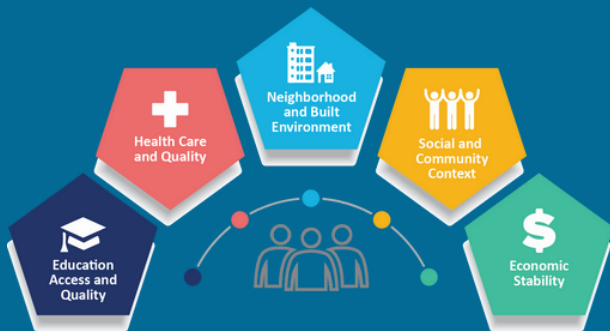 Neighborhood
and Built
Environment
Health Care
and Quality
Social and
Community
Context
Education
Access and
Quality
$
Economic
Stability